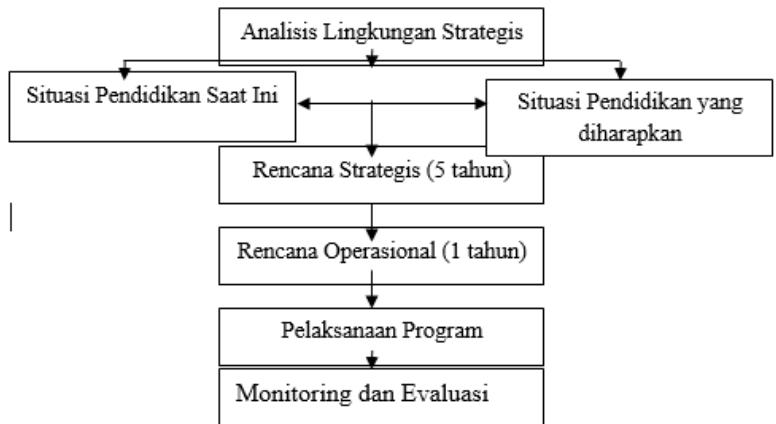 Analisis Lingkungan Strategis
Situasi Pendidikan Saat Ini
Situasi Pendidikan yang
diharapkan
Rencana Strategis (5 tahun)
Rencana Operasional (1 tahun)
Pelaksanaan Program
Monitoring dan Evaluasi